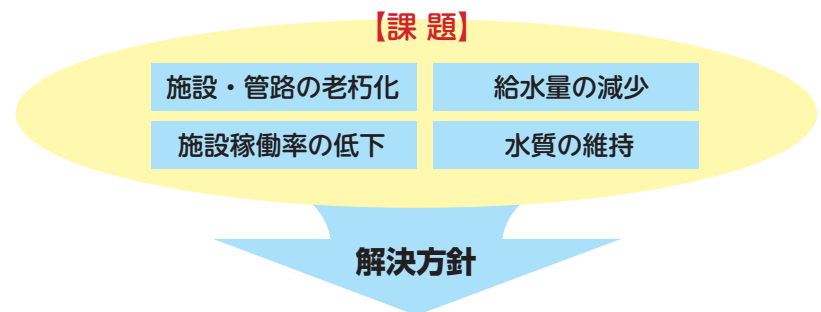 【課 題】
施設・管路の老朽化
給水量の減少
施設稼働率の低下
水質の維持
解決方針